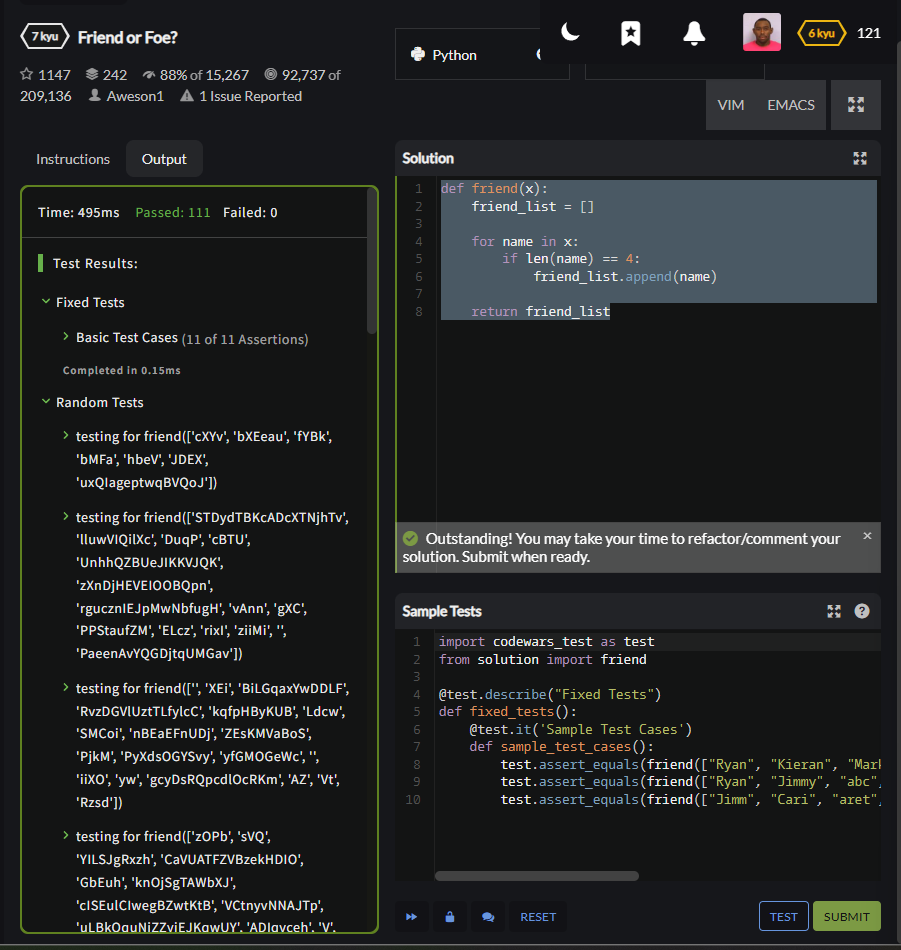 7 kyu Friend or Foe?
1147 242 88% of 15,267 92,737 of
209,136 Aweson1 1 Issue Reported
Python
6 kyu 121
VIM EMACS
Instructions Output
Time: 495ms Passed: 111 Failed: 0
Test Results:
Fixed Tests
Basic Test Cases (11 of 11 Assertions)
Completed in 0.15ms
Random Tests
testing for friend(['cXYv', 'bXEeau', 'fYBk',
'bMFa', 'hbeV', 'JDEX',
'uxQIageptwqBVQoJ'])
testing for friend(['STDydTBKcADcXTNjhTv',
'lluwVIQilXc', 'DuqP', 'cBTU',
'UnhhQZBUeJIKKVJQK',
'zXnDjHEVEIOOBQpn',
'rgucznIEJpMwNbfugH', 'vAnn', 'gXC',
'PPStaufZM', 'ELcz', 'rixI', 'ziiMi', '',
'PaeenAvYQGDjtqUMGav'])
testing for friend(['', 'XEi', 'BiLGqaxYwDDLF',
'RvzDGVlUztTLfylcC', 'kqfpHByKUB', 'Ldcw',
'SMCoi', 'nBEaEFnUDj', 'ZEsKMVaBoS',
'PjkM', 'PyXdsOGYSvy', 'yfGMOGeWc', '',
'iiXO', 'yw', 'gcyDsRQpcdlOcRKm', 'AZ', 'Vt',
'Rzsd'])
testing for friend(['zOPb', 'sVQ',
'YILSJgRxzh', 'CaVUATFZVBzekHDIO',
'GbEuh', 'knOjSgTAWbXJ',
'cISEulCIwegBZwtKtB', 'VCtnyvNNAJTp',
'uLBkOquNjZZvjEJKqwUY', 'ADIqvceh', 'V',
Solution
1 def friend(x):
2 friend_list = []
3
4 for name in x:
5 if len(name) == 4:
6 friend_list.append(name)
7
8 return friend_list
Outstanding! You may take your time to refactor/comment your
solution. Submit when ready.
Sample Tests
1 import codewars_test as test
2 from solution import friend
3
4 @test.describe("Fixed Tests")
5 def fixed_tests():
6 @test.it('Sample Test Cases')
7 def sample_test_cases():
8 test.assert_equals(friend(["Ryan", "Kieran", "Mar
9 test.assert_equals(friend(["Ryan", "Jimmy", "abc",
10 test.assert_equals(friend(["Jimm", "Cari", "aret",
RESET TEST SUBMIT